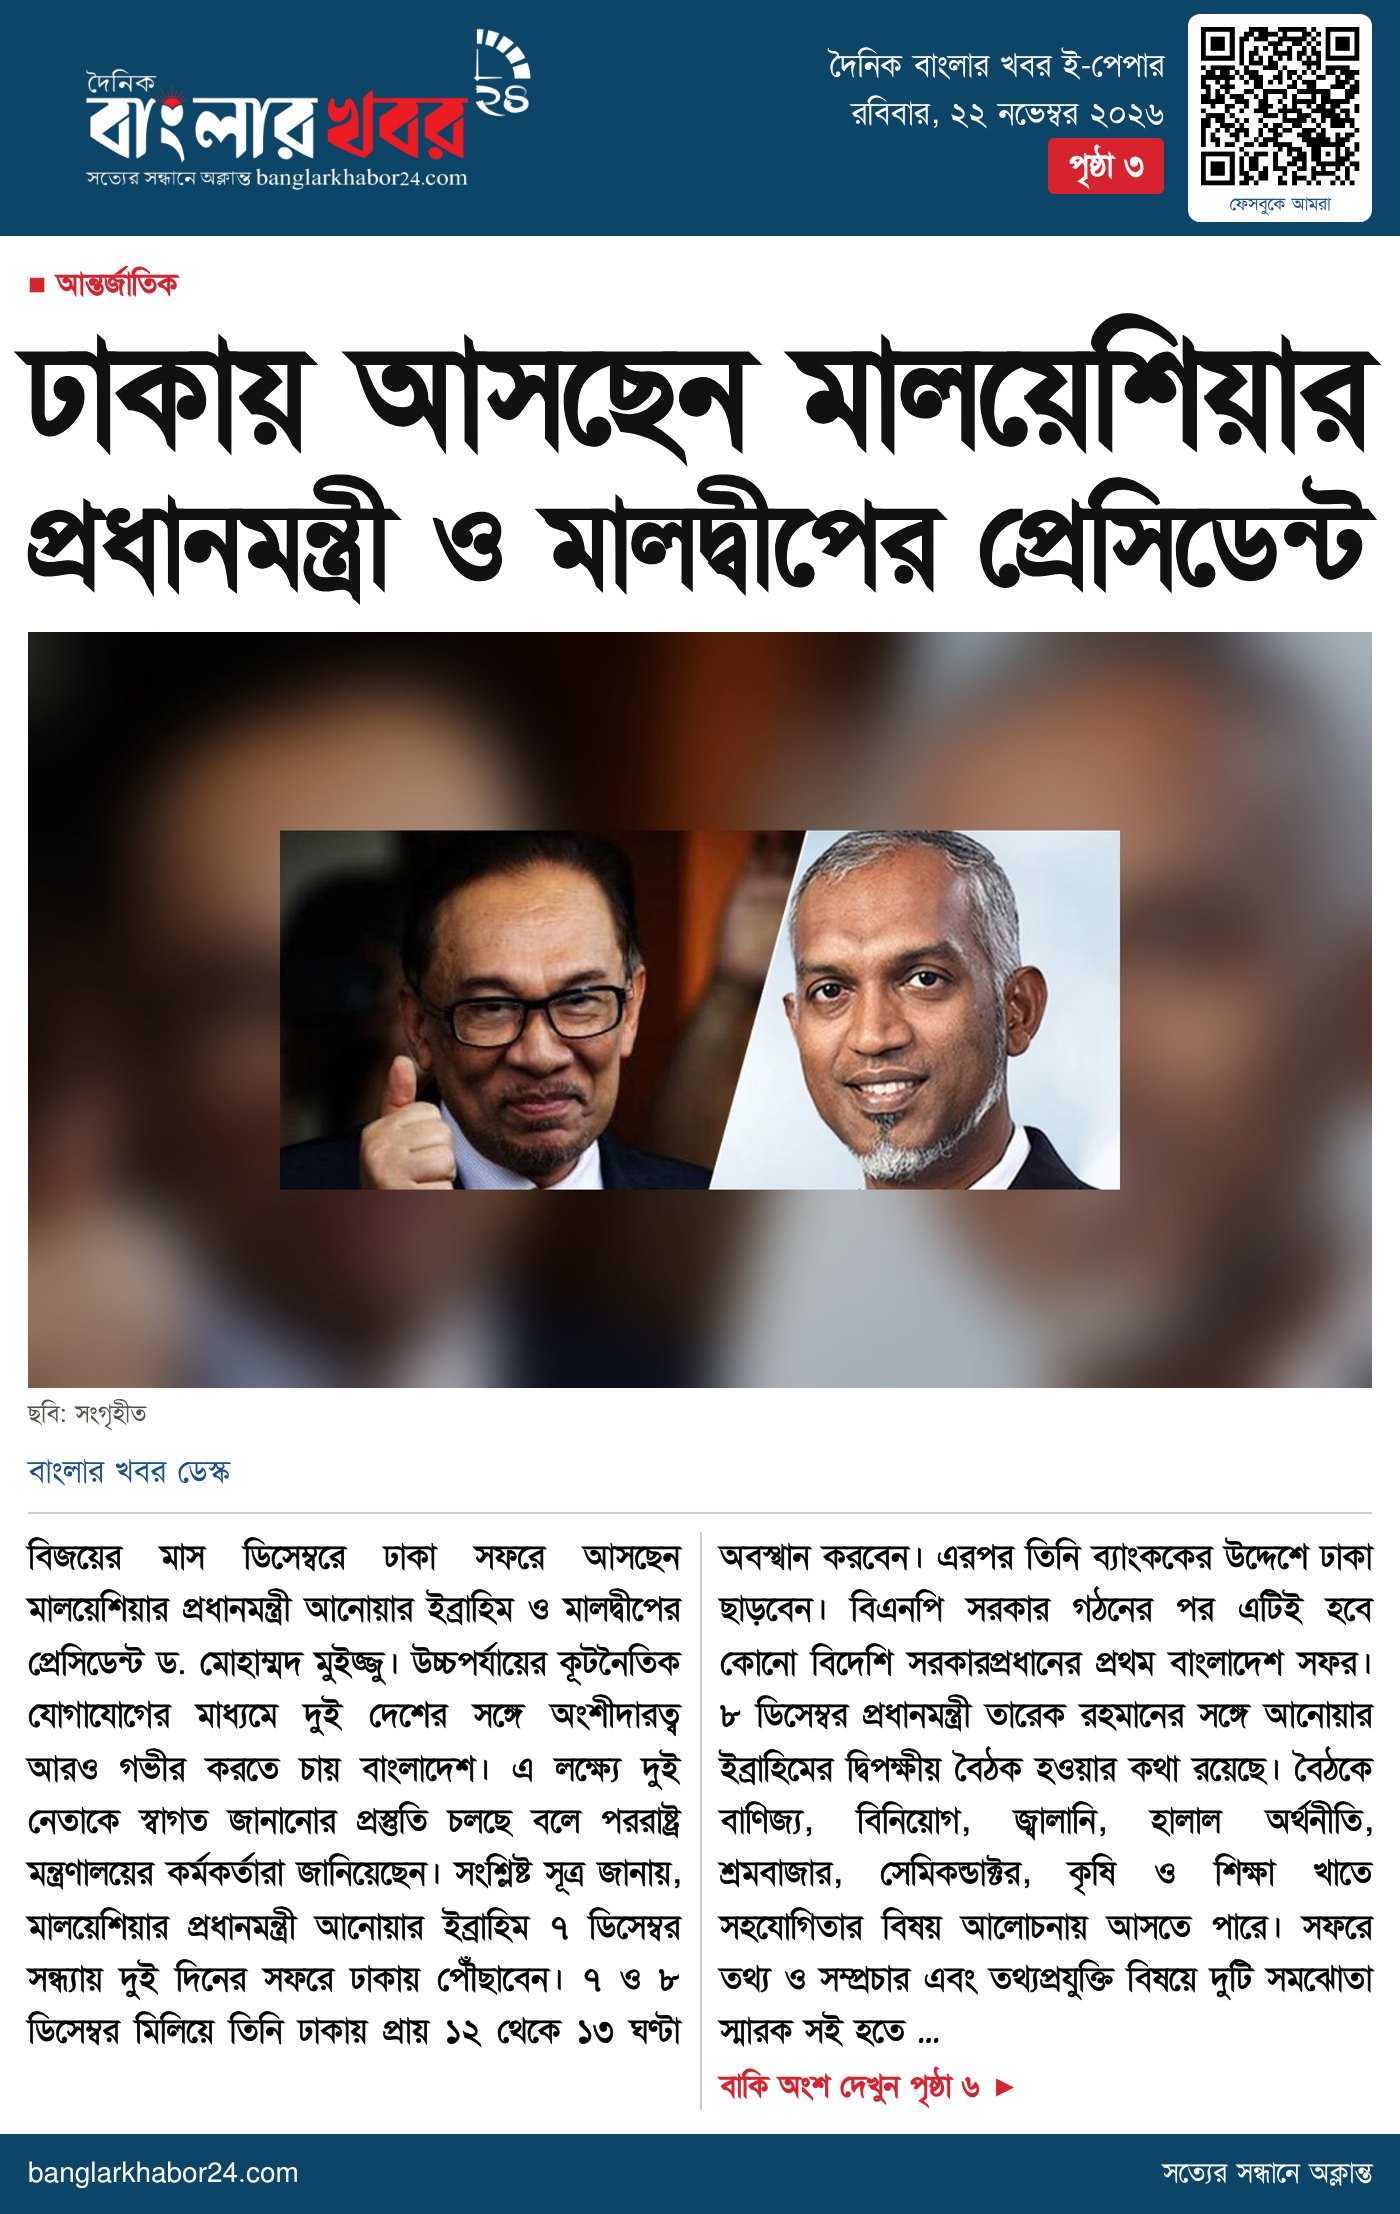 দৈনিক
বাংলার খবর ২৪
সত্যের সন্ধানে অক্লান্ত banglarkhabor24.com
দৈনিক বাংলার খবর ই-পেপার
রবিবার, ২২ নভেম্বর ২০২৬
পৃষ্ঠা ৩
ফেসবুকে আমরা
■ আন্তর্জাতিক
ঢাকায় আসছেন মালয়েশিয়ার
প্রধানমন্ত্রী ও মালদ্বীপের প্রেসিডেন্ট
ছবি: সংগৃহীত
বাংলার খবর ডেস্ক
বিজয়ের মাস ডিসেম্বরে ঢাকা সফরে আসছেন
মালয়েশিয়ার প্রধানমন্ত্রী আনোয়ার ইব্রাহিম ও মালদ্বীপের
প্রেসিডেন্ট ড. মোহাম্মদ মুইজ্জু। উচ্চপর্যায়ের কূটনৈতিক
যোগাযোগের মাধ্যমে দুই দেশের সঙ্গে অংশীদারত্ব
আরও গভীর করতে চায় বাংলাদেশ। এ লক্ষ্যে দুই
নেতাকে স্বাগত জানানোর প্রস্তুতি চলছে বলে পররাষ্ট্র
মন্ত্রণালয়ের কর্মকর্তারা জানিয়েছেন। সংশ্লিষ্ট সূত্র জানায়,
মালয়েশিয়ার প্রধানমন্ত্রী আনোয়ার ইব্রাহিম ৭ ডিসেম্বর
সন্ধ্যায় দুই দিনের সফরে ঢাকায় পৌঁছাবেন। ৭ ও ৮
ডিসেম্বর মিলিয়ে তিনি ঢাকায় প্রায় ১২ থেকে ১৩ ঘণ্টা
অবস্থান করবেন। এরপর তিনি ব্যাংককের উদ্দেশে ঢাকা
ছাড়বেন। বিএনপি সরকার গঠনের পর এটিই হবে
কোনো বিদেশি সরকারপ্রধানের প্রথম বাংলাদেশ সফর।
৮ ডিসেম্বর প্রধানমন্ত্রী তারেক রহমানের সঙ্গে আনোয়ার
ইব্রাহিমের দ্বিপক্ষীয় বৈঠক হওয়ার কথা রয়েছে। বৈঠকে
বাণিজ্য, বিনিয়োগ, জ্বালানি, হালাল অর্থনীতি,
শ্রমবাজার, সেমিকন্ডাক্টর, কৃষি ও শিক্ষা খাতে
সহযোগিতার বিষয় আলোচনায় আসতে পারে। সফরে
তথ্য ও সম্প্রচার এবং তথ্যপ্রযুক্তি বিষয়ে দুটি সমঝোতা
স্মারক সই হতে ...
বাকি অংশ দেখুন পৃষ্ঠা ৬ ►
banglarkhabor24.com
সত্যের সন্ধানে অক্লান্ত